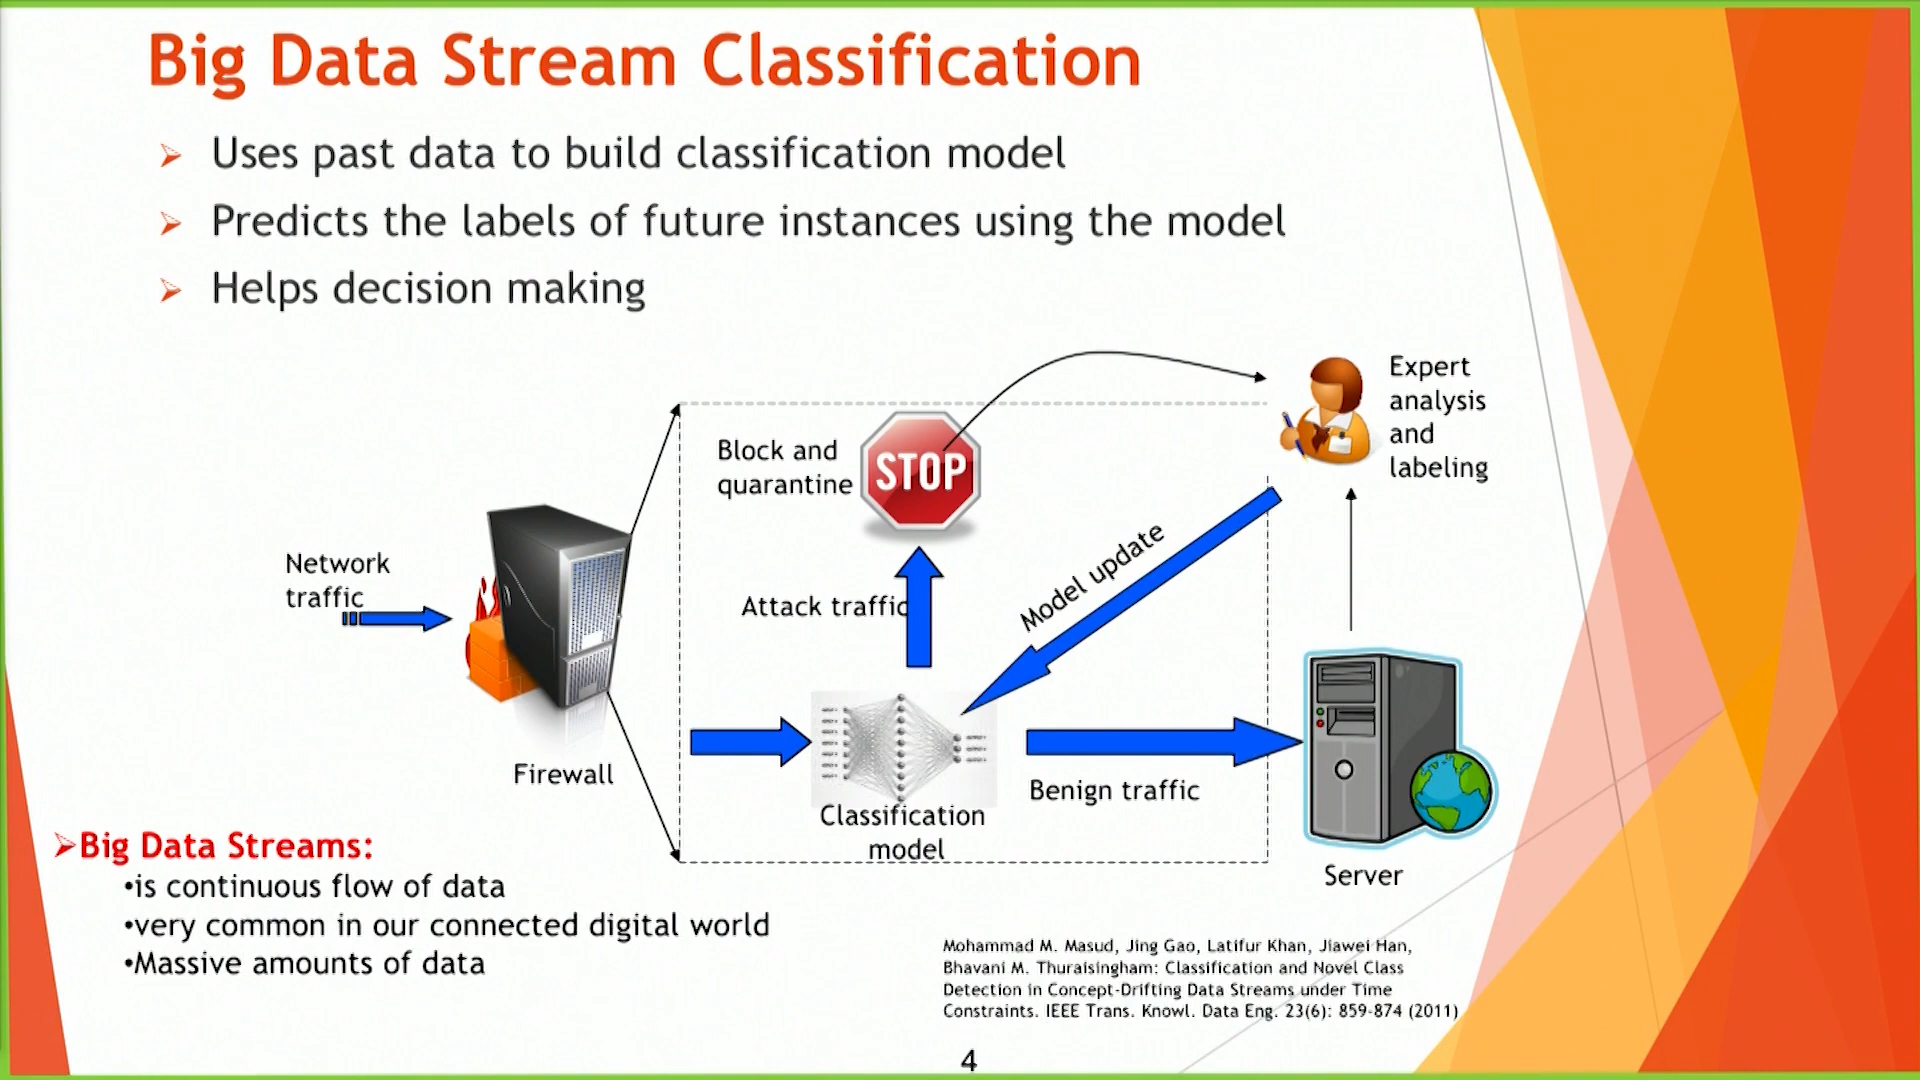 Big Data Stream Classification
Uses past data to build classification model
Predicts the labels of future instances using the model
Helps decision making
Expert
analysis
and
labeling
Block and
quarantine
STOP
Network
traffic
Attack traffic
Model update
Firewall
Benign traffic
Classification
model
Server
Big Data Streams:
•is continuous flow of data
•very common in our connected digital world
•Massive amounts of data
Mohammad M. Masud, Jing Gao, Latifur Khan, Jiawei Han,
Bhavani M. Thuraisingham: Classification and Novel Class
Detection in Concept-Drifting Data Streams under Time
Constraints. IEEE Trans. Knowl. Data Eng. 23(6): 859-874 (2011)
4